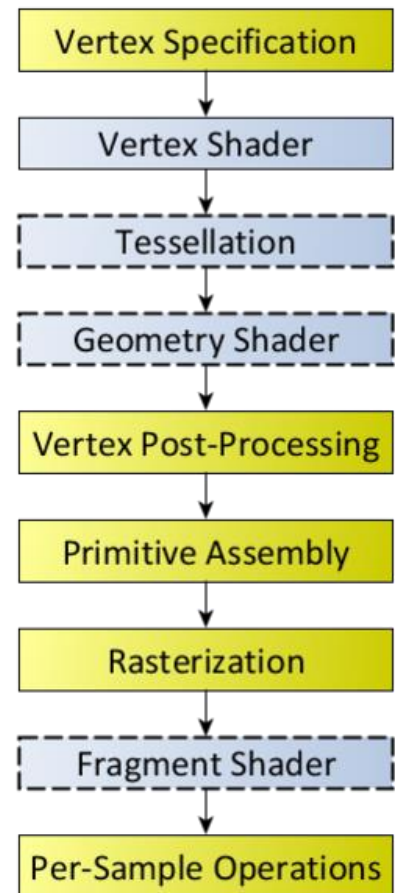 Vertex Specification
Vertex Shader
Tessellation
Geometry Shader
Vertex Post-Processing
Primitive Assembly
Rasterization
Fragment Shader
Per-Sample Operations